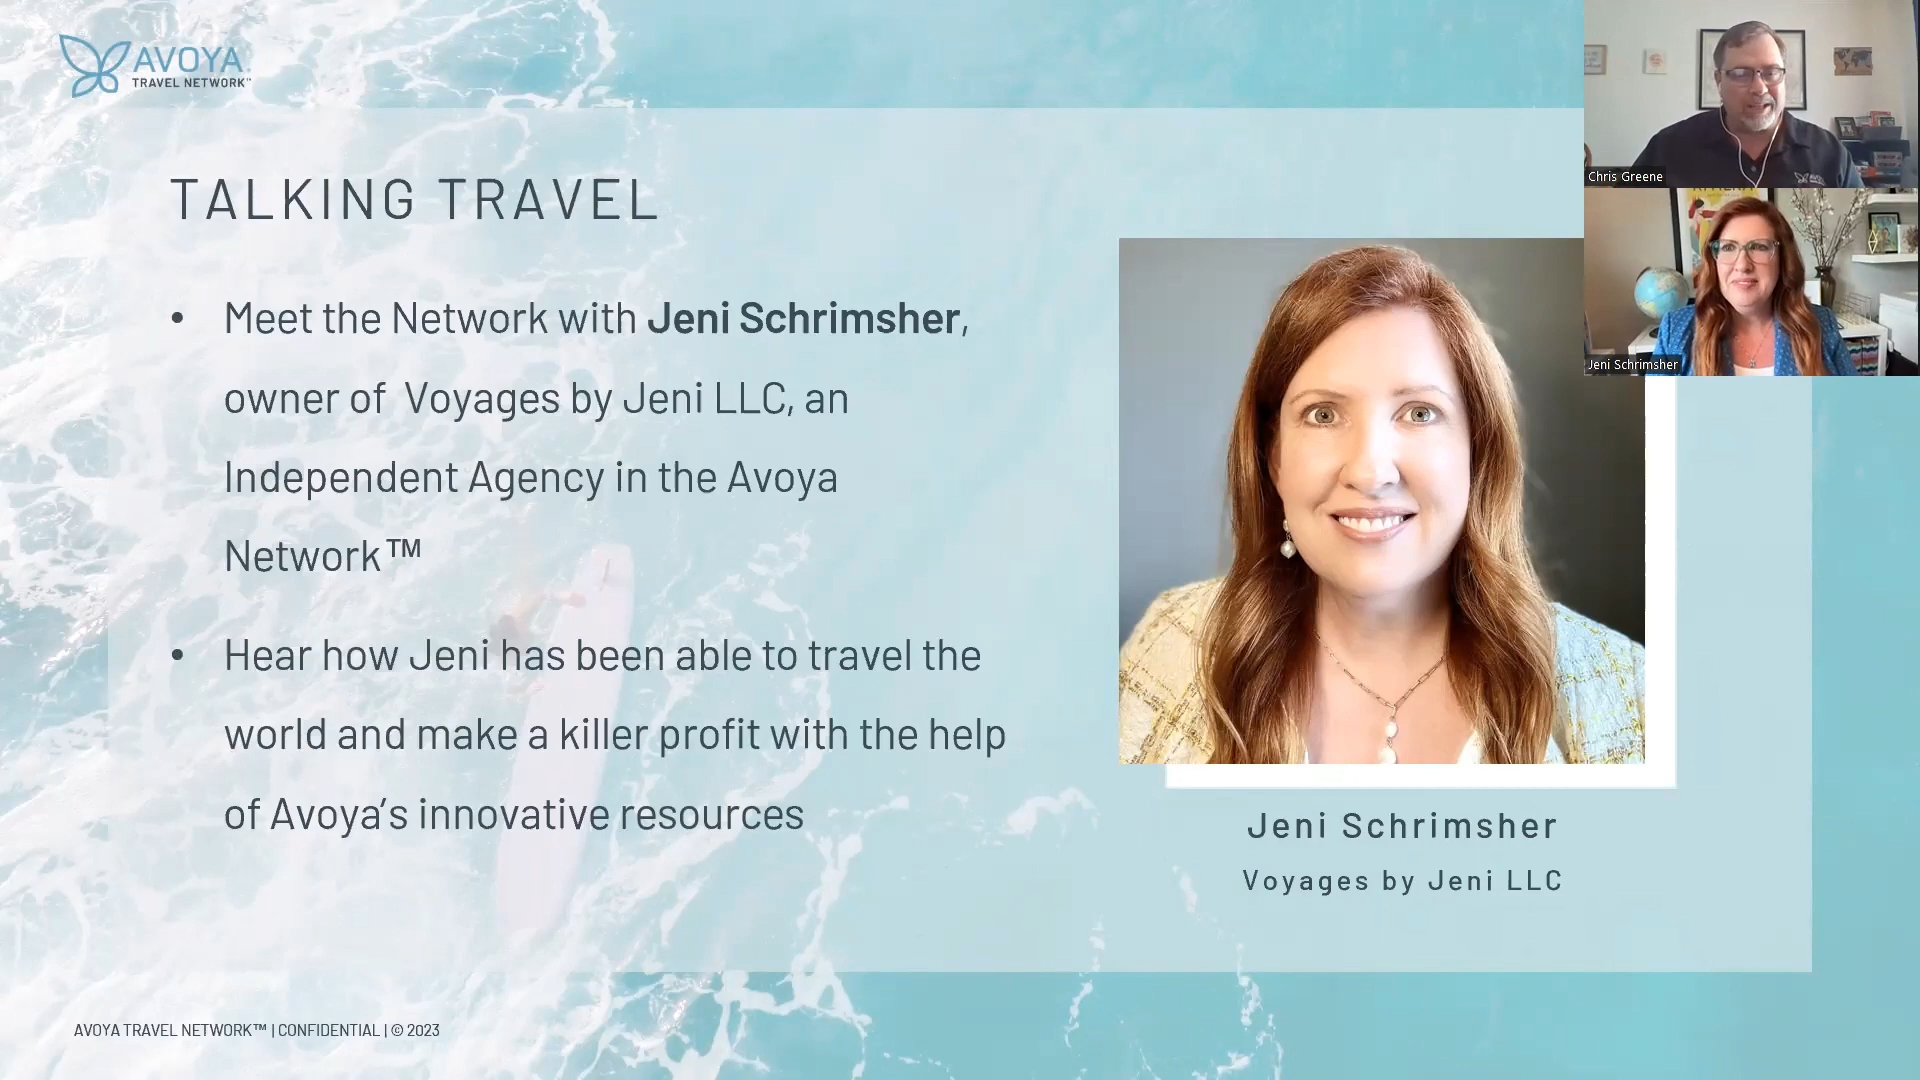 AVOYA
TRAVEL NETWORK™
TALKING TRAVEL
• Meet the Network with Jeni Schrimsher,
owner of Voyages by Jeni LLC, an
Independent Agency in the Avoya
Network™
• Hear how Jeni has been able to travel the
world and make a killer profit with the help
of Avoya's innovative resources
Chris Greene
Jeni Schrimsher
Jeni Schrimsher
Voyages by Jeni LLC
AVOYA TRAVEL NETWORK™ | CONFIDENTIAL | © 2023